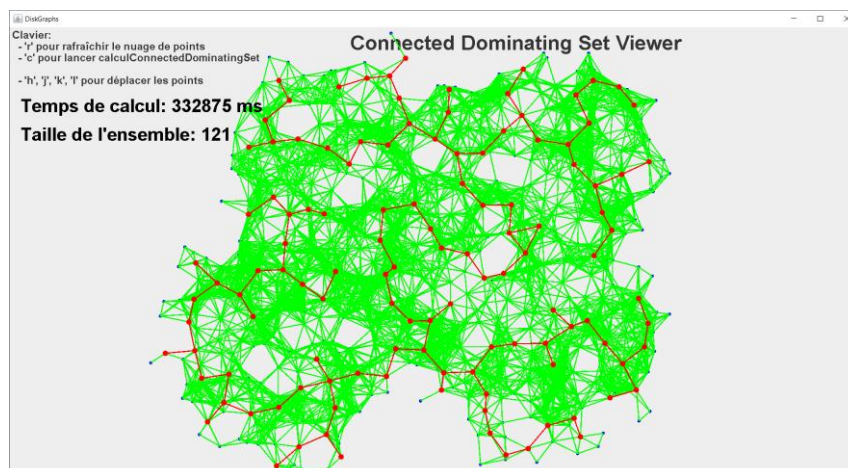 DiskGraphs
Connected Dominating Set Viewer
Clavier:
- 'r' pour rafraîchir le nuage de points
- 'c' pour lancer calculConnectedDominatingSet
- 'h', 'j', 'k', 'l' pour déplacer les points
Temps de calcul: 332875 ms
Taille de l'ensemble: 121